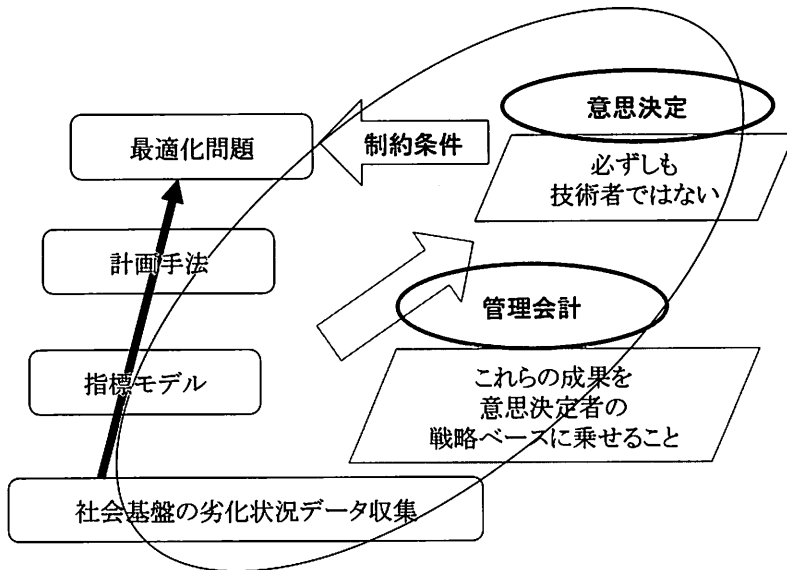 意思決定
最適化問題
制約条件
必ずしも
技術者ではない
計画手法
管理会計
指標モデル
これらの成果を
意思決定者の
戦略ベースに乗せること
社会基盤の劣化状況データ収集